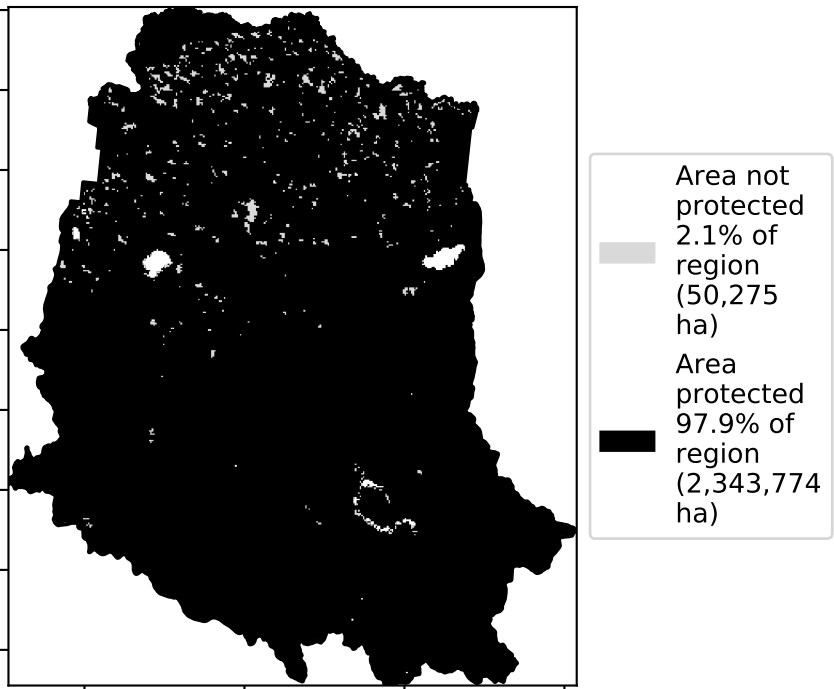 Area not
protected
2.1% of
region
(50,275
ha)
Area
protected
97.9% of
region
(2,343,774
ha)